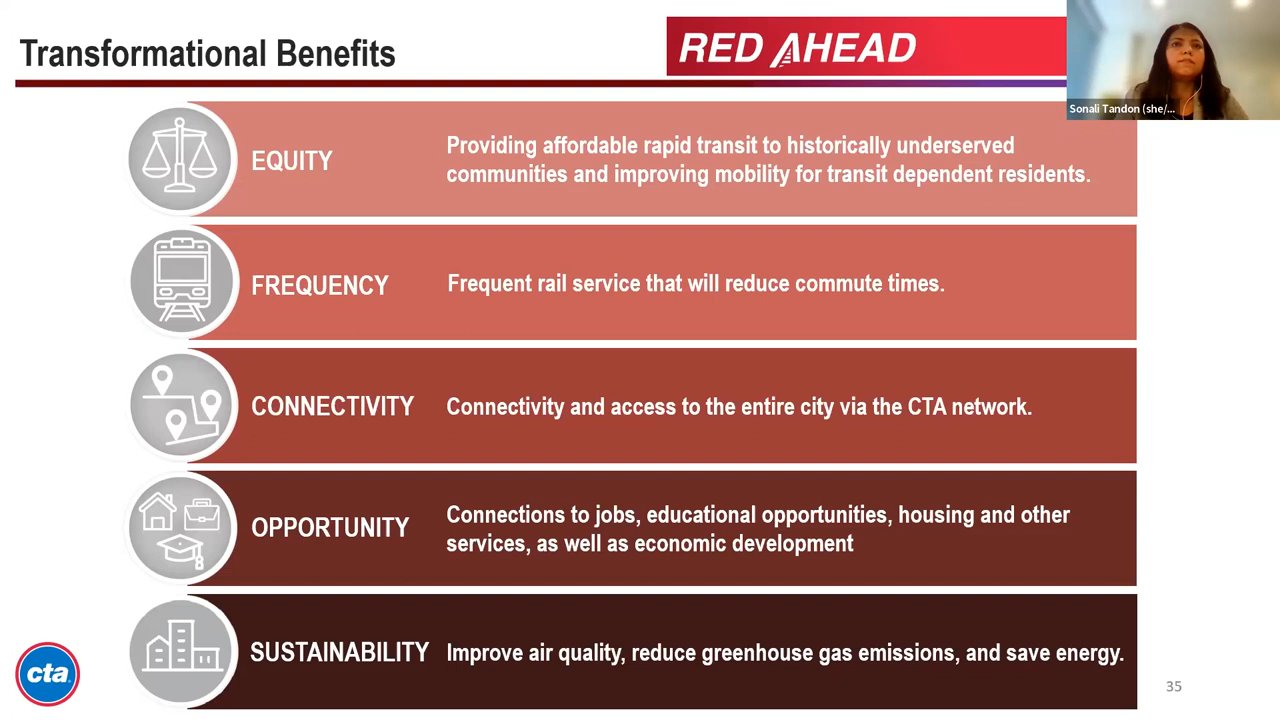 Transformational Benefits
RED AHEAD
Sonali Tandon (she/...
EQUITY
Providing affordable rapid transit to historically underserved
communities and improving mobility for transit dependent residents.
FREQUENCY
Frequent rail service that will reduce commute times.
CONNECTIVITY
Connectivity and access to the entire city via the CTA network.
OPPORTUNITY
Connections to jobs, educational opportunities, housing and other
services, as well as economic development
SUSTAINABILITY
Improve air quality, reduce greenhouse gas emissions, and save energy.
cta
35